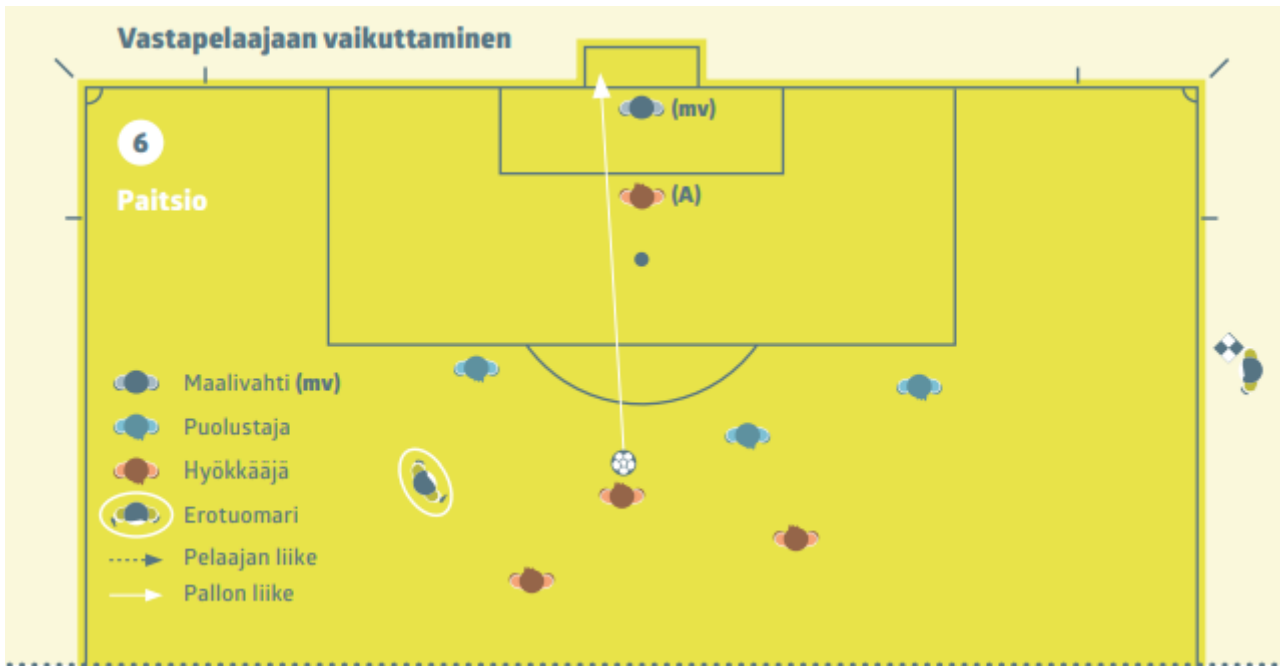 Vastapelaajaan vaikuttaminen
(mv)
6
Paitsio
(A)
Maalivahti (mv)
Puolustaja
Hyökkääjä
Erotuomari
Pelaajan liike
Pallon liike